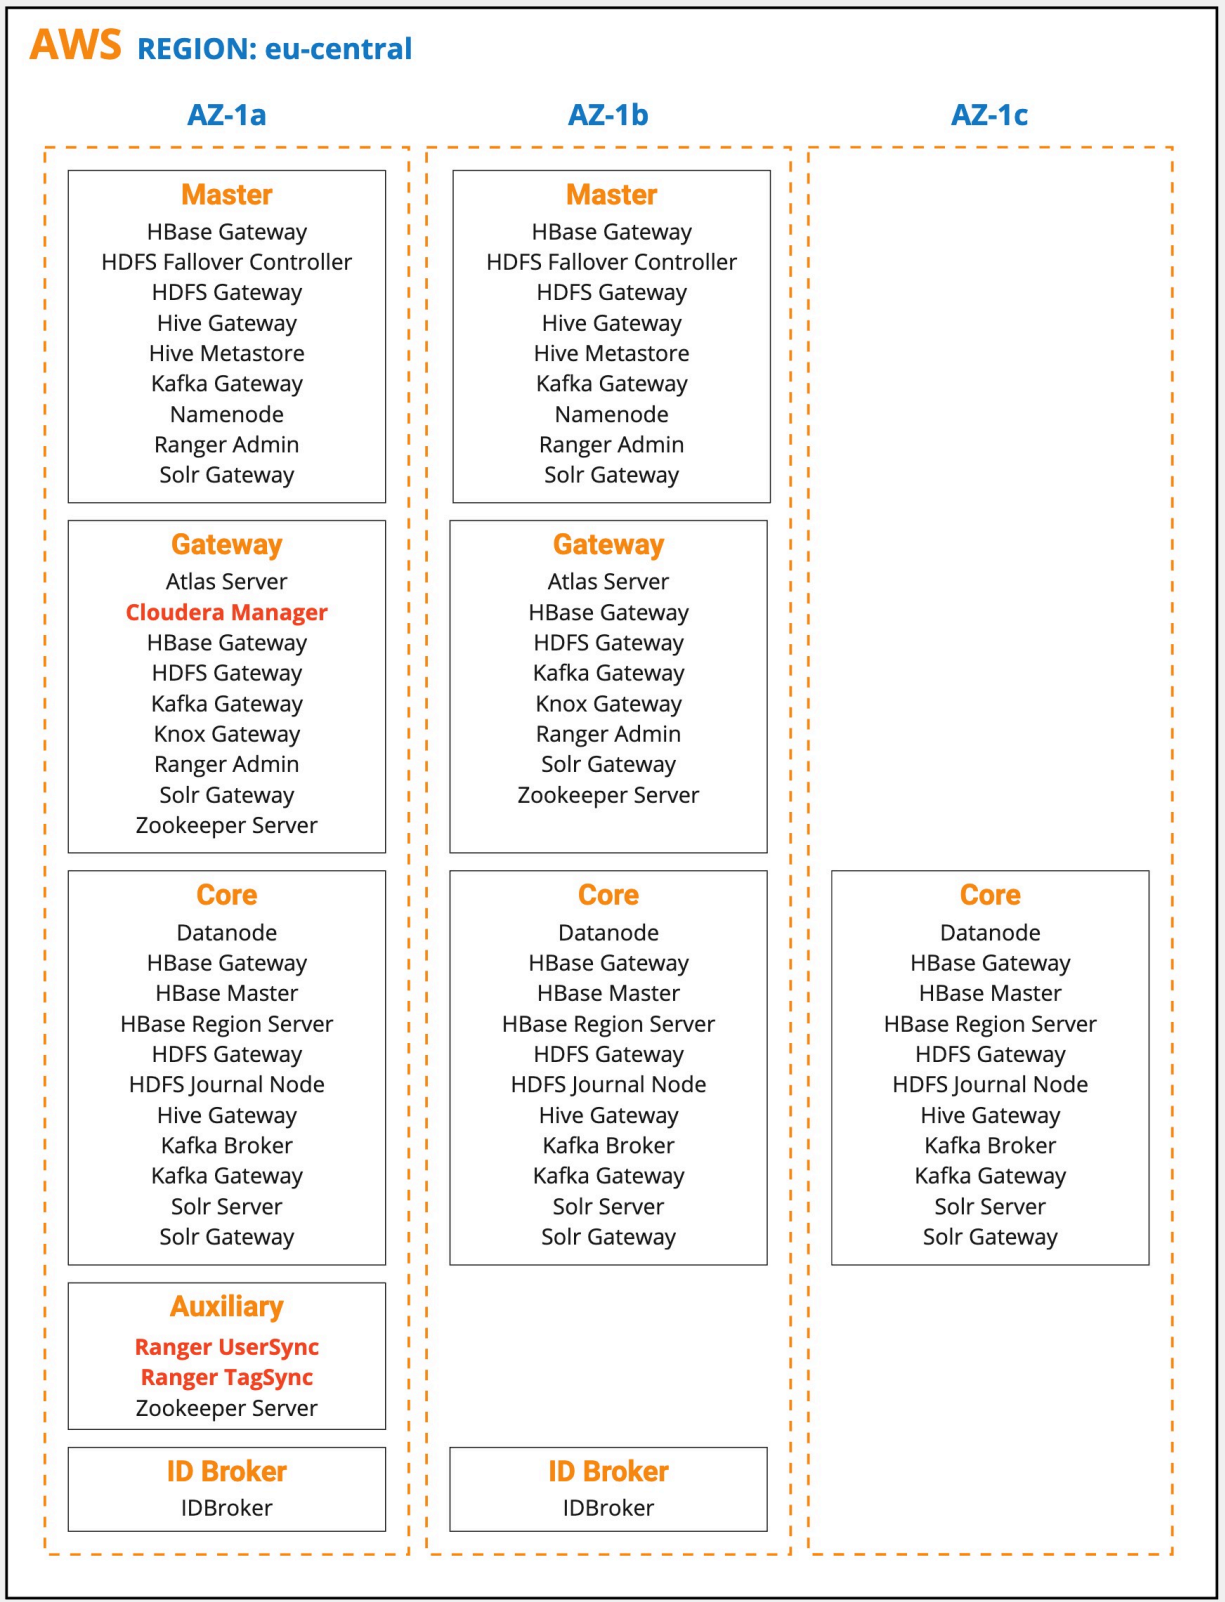 AWS REGION: eu-central
AZ-1a
Master
HBase Gateway
HDFS Fallover Controller
HDFS Gateway
Hive Gateway
Hive Metastore
Kafka Gateway
Namenode
Ranger Admin
Solr Gateway
Gateway
Atlas Server
Cloudera Manager
HBase Gateway
HDFS Gateway
Kafka Gateway
Knox Gateway
Ranger Admin
Solr Gateway
Zookeeper Server
Core
Datanode
HBase Gateway
HBase Master
HBase Region Server
HDFS Gateway
HDFS Journal Node
Hive Gateway
Kafka Broker
Kafka Gateway
Solr Server
Solr Gateway
Auxiliary
Ranger UserSync
Ranger TagSync
Zookeeper Server
ID Broker
IDBroker
AZ-1b
Master
HBase Gateway
HDFS Fallover Controller
HDFS Gateway
Hive Gateway
Hive Metastore
Kafka Gateway
Namenode
Ranger Admin
Solr Gateway
Gateway
Atlas Server
HBase Gateway
HDFS Gateway
Kafka Gateway
Knox Gateway
Ranger Admin
Solr Gateway
Zookeeper Server
Core
Datanode
HBase Gateway
HBase Master
HBase Region Server
HDFS Gateway
HDFS Journal Node
Hive Gateway
Kafka Broker
Kafka Gateway
Solr Server
Solr Gateway
ID Broker
IDBroker
AZ-1c
Core
Datanode
HBase Gateway
HBase Master
HBase Region Server
HDFS Gateway
HDFS Journal Node
Hive Gateway
Kafka Broker
Kafka Gateway
Solr Server
Solr Gateway